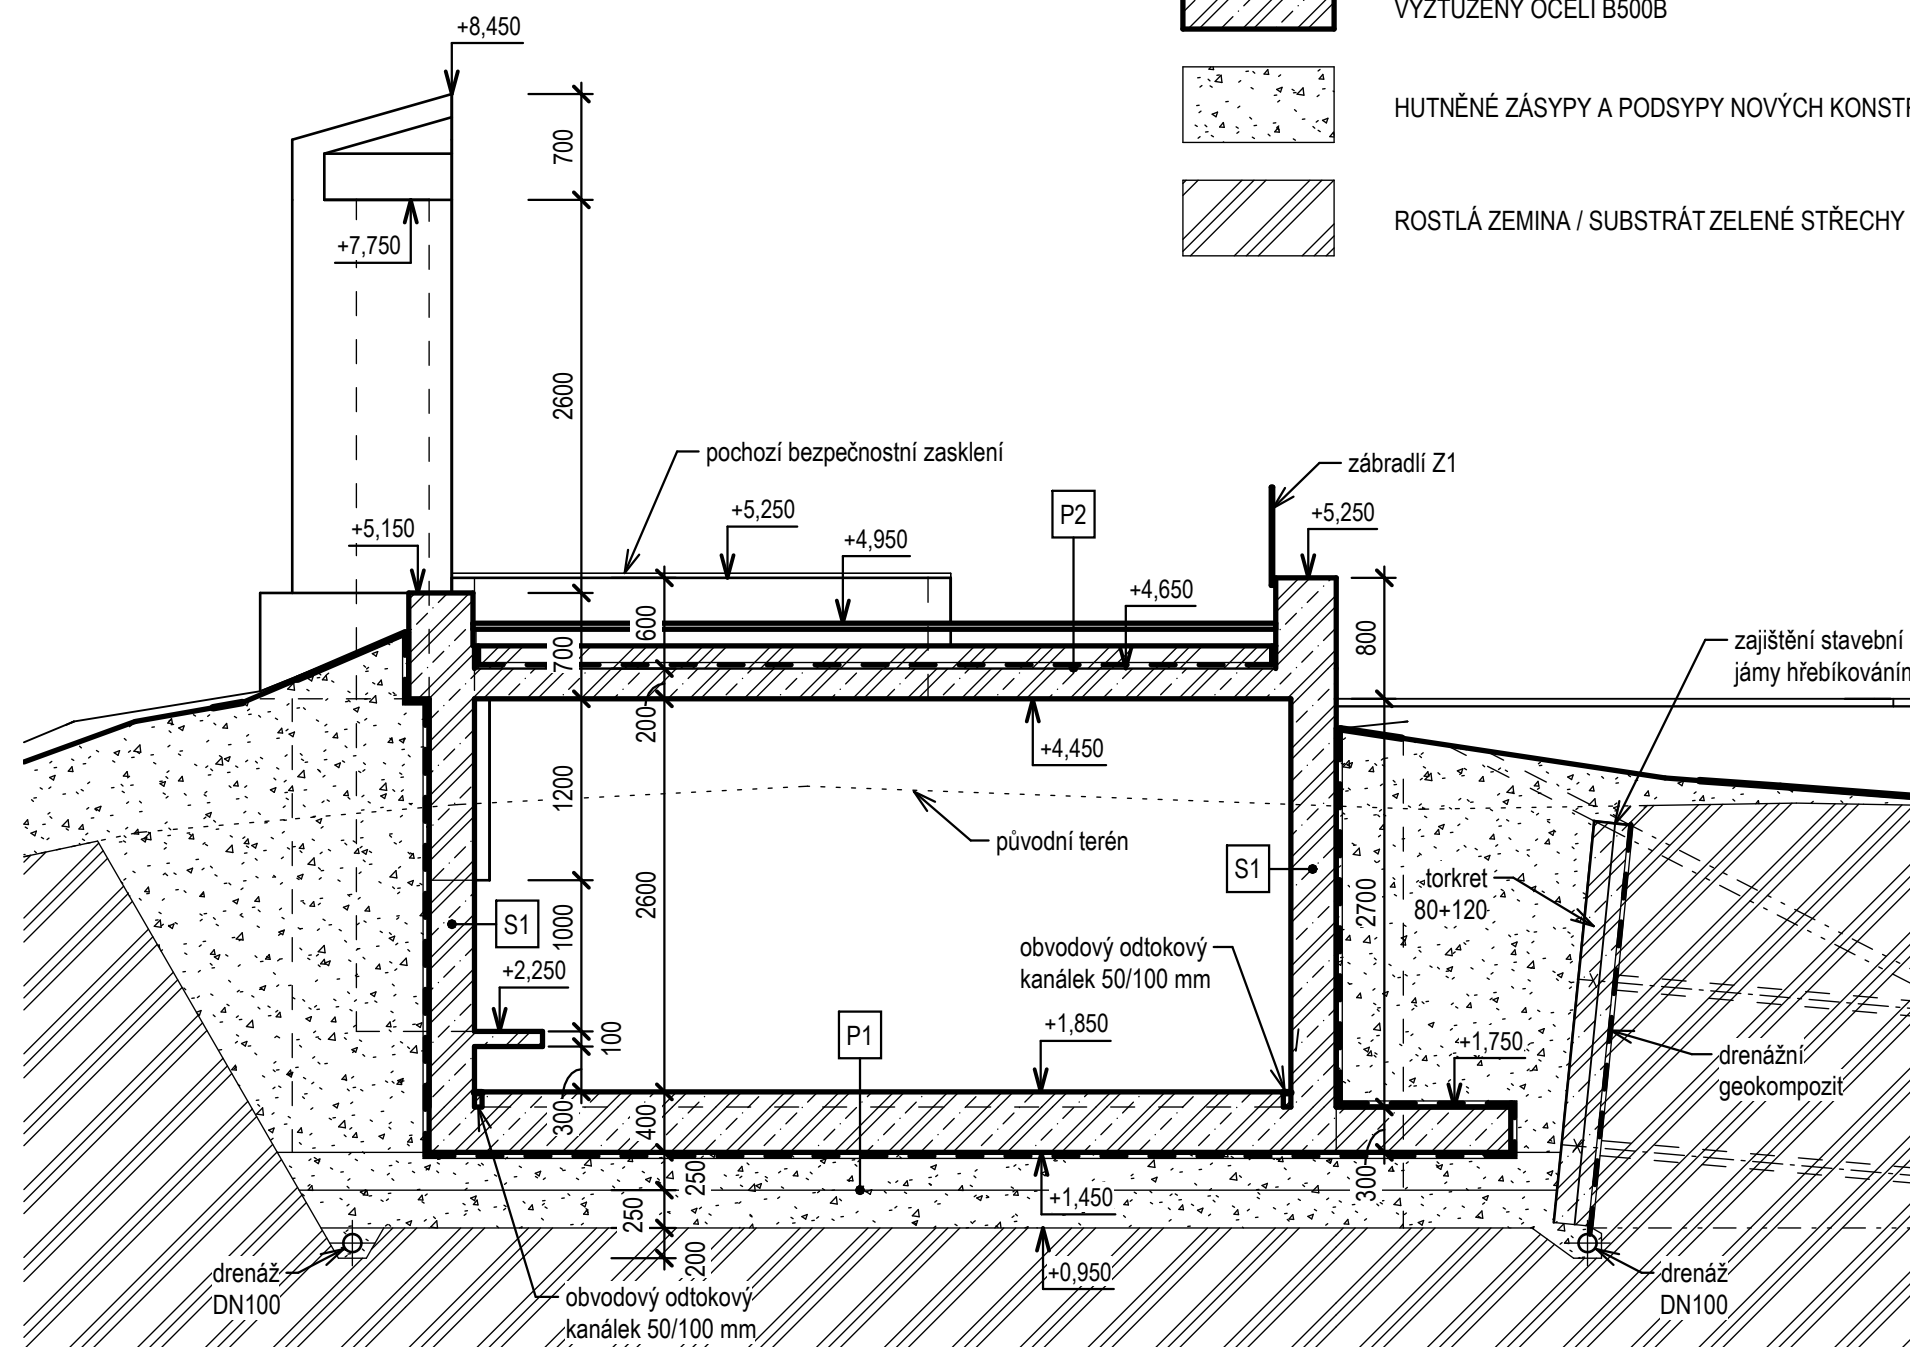 VYZTUŽENÝ OCELÍ B500B
HUTNĚNÉ ZÁSYPY A PODSYPY NOVÝCH KONSTR
ROSTLÁ ZEMINA / SUBSTRÁT ZELENÉ STŘECHY
+8,450
700
+7,750
2600
pochozí bezpečnostní zasklení
zábradlí Z1
+5,150
+5,250
+4,950
P2
+5,250
+4,650
600
700
800
zajištění stavební
jámy hřebíkováním
200
+4,450
1200
původní terén
2600
S1
2700
torkret
80+120
S1
1000
+2,250
obvodový odtokový
kanálek 50/100 mm
100
P1
+1,850
+1,750
drenážní
geokompozit
300
400
250
300
+1,450
250
200
+0,950
drenáž
DN100
obvodový odtokový
kanálek 50/100 mm
drenáž
DN100